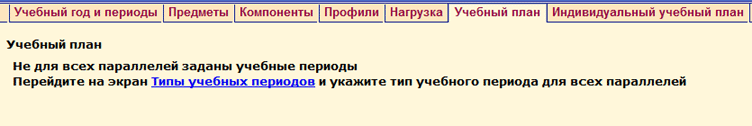 Учебный год и периоды Предметы Компоненты Профили Нагрузка Учебный план Индивидуальный учебный план
Учебный план
Не для всех параллелей заданы учебные периоды
Перейдите на экран Типы учебных периодов и укажите тип учебного периода для всех параллелей